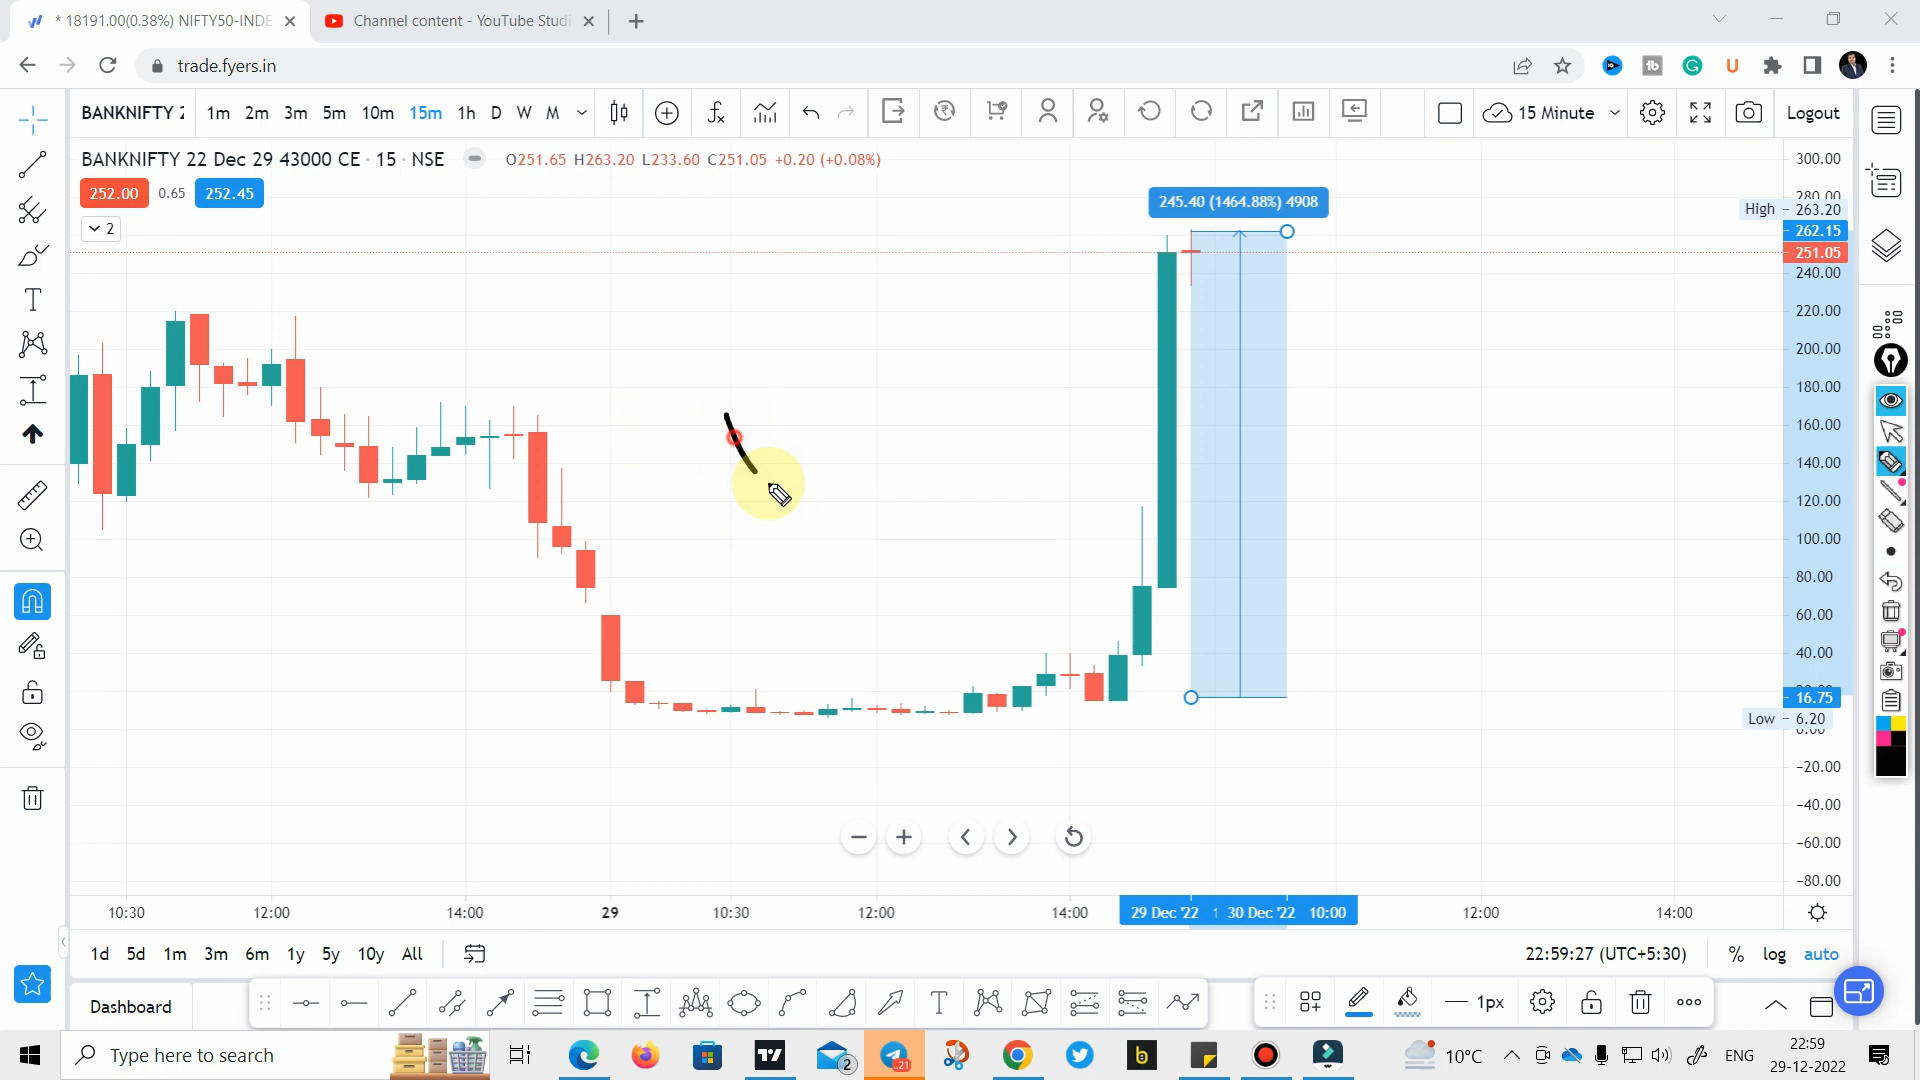 * 18191.00(0.38%) NIFTY50-INDE
Channel content - YouTube Studi
trade.fyers.in
BANKNIFTY 2
1m 2m 3m 5m 10m 15m 1h D W M
15 Minute
Logout
BANKNIFTY 22 Dec 29 43000 CE · 15 · NSE
O251.65 H263.20 L233.60 C251.05 +0.20 (+0.08%)
252.00 0.65 252.45
2
245.40 (1464.88%) 4908
300.00
280.00
High - 263.20
262.15
251.05
240.00
220.00
200.00
180.00
160.00
140.00
120.00
100.00
80.00
60.00
40.00
16.75
Low - 6.20
0.00
-20.00
-40.00
-60.00
-80.00
10:30 12:00 14:00 29 10:30 12:00 14:00 29 Dec '22 1 30 Dec '22 10:00 12:00 14:00
1d 5d 1m 3m 6m 1y 5y 10y All
22:59:27 (UTC+5:30) % log auto
Dashboard
T
1px
Type here to search
2
21
10°C
ENG
22:59
29-12-2022